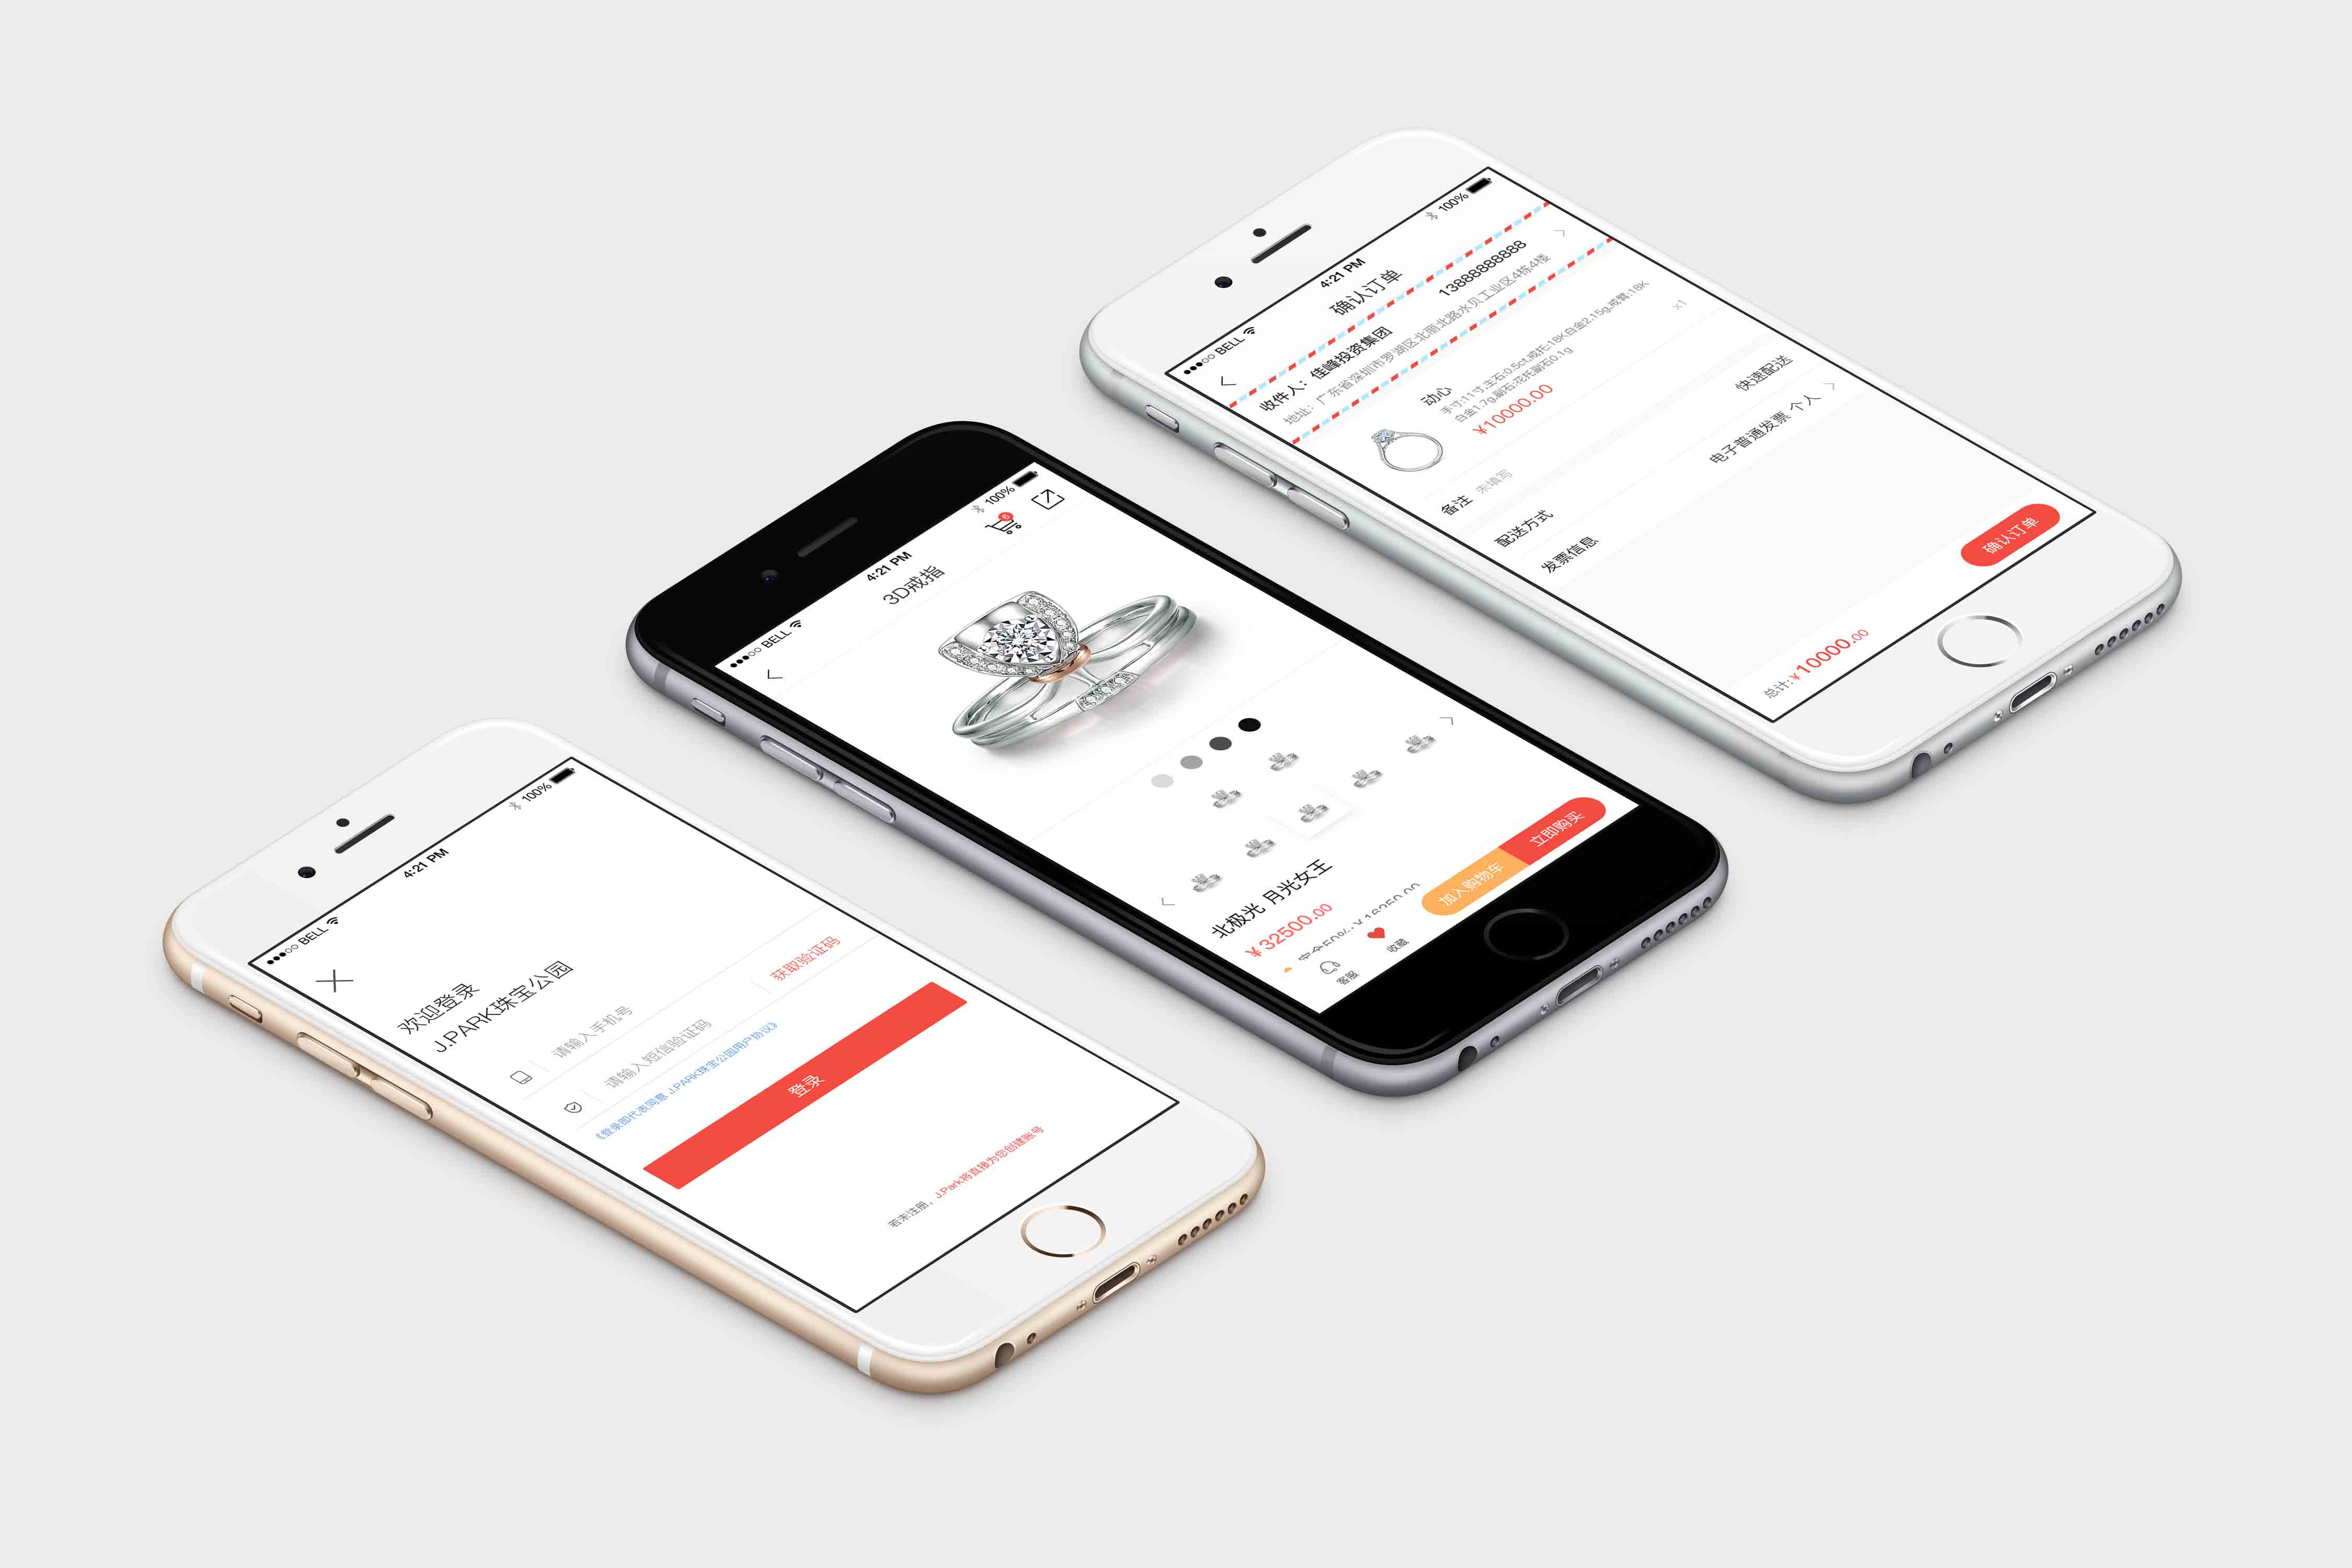 BELL
4:21 PM
100%
欢迎登录
J.PARK珠宝公园
请输入手机号
请输入短信验证码
获取验证码
《登录即代表同意 J.PARK珠宝公园用户协议》
登录
若未注册，J.Park将直接为您创建账号
BELL
4:21 PM
100%
3D戒指
北极光 月光女王
¥32500.00
客服
收藏
加入购物车
立即购买
BELL
4:21 PM
100%
确认订单
收件人：佳峰投资集团
13888888888
地址：广东省深圳市罗湖区北丽北路水贝工业区4栋4楼
动心
手寸:11寸,主石:0.5ct,戒托:18K白金2.15g,戒臂:18K
白金1.7g,副石:花托副石0.1g
¥10000.00
x1
备注 未填写
配送方式
快速配送
发票信息
电子普通发票 个人
总计: ¥10000.00
确认订单